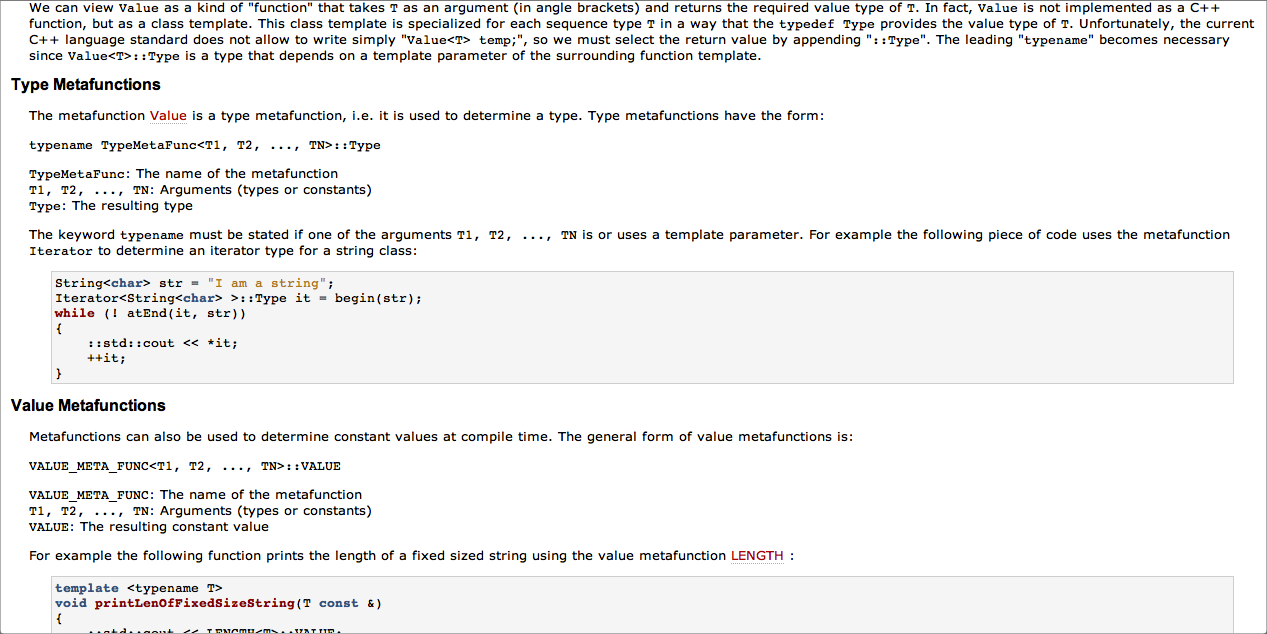 We can view Value as a kind of "function" that takes T as an argument (in angle brackets) and returns the required value type of T. In fact, Value is not implemented as a C++
function, but as a class template. This class template is specialized for each sequence type T in a way that the typedef Type provides the value type of T. Unfortunately, the current
C++ language standard does not allow to write simply "Value<T> temp;", so we must select the return value by appending "::Type". The leading "typename" becomes necessary
since Value<T>::Type is a type that depends on a template parameter of the surrounding function template.
Type Metafunctions
The metafunction Value is a type metafunction, i.e. it is used to determine a type. Type metafunctions have the form:
typename TypeMetaFunc<T1, T2, ..., TN>::Type
TypeMetaFunc: The name of the metafunction
T1, T2, ..., TN: Arguments (types or constants)
Type: The resulting type
The keyword typename must be stated if one of the arguments T1, T2, ..., TN is or uses a template parameter. For example the following piece of code uses the metafunction
Iterator to determine an iterator type for a string class:
String<char> str = "I am a string";
Iterator<String<char> >::Type it = begin(str);
while (! atEnd(it, str))
{
    ::std::cout << *it;
    ++it;
}
Value Metafunctions
Metafunctions can also be used to determine constant values at compile time. The general form of value metafunctions is:
VALUE_META_FUNC<T1, T2, ..., TN>::VALUE
VALUE_META_FUNC: The name of the metafunction
T1, T2, ..., TN: Arguments (types or constants)
VALUE: The resulting constant value
For example the following function prints the length of a fixed sized string using the value metafunction LENGTH :
template <typename T>
void printLenOfFixedSizeString(T const &)
{
    ::std::cout << LENGTH<T>::VALUE;